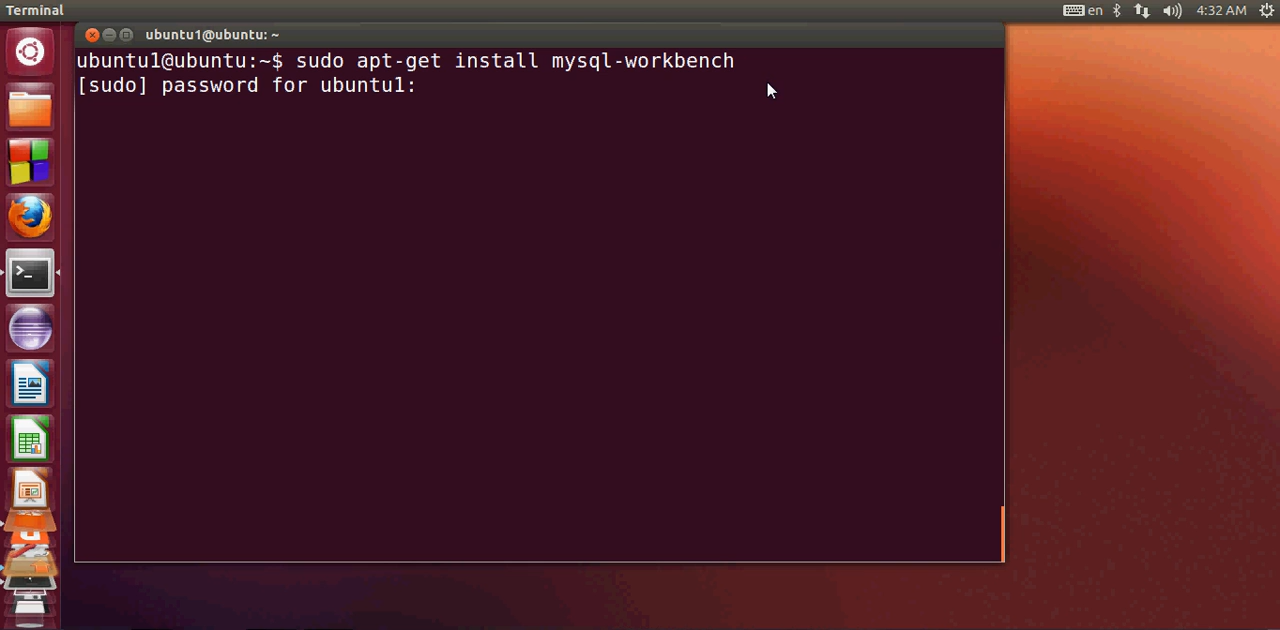 Terminal
en
4:32 AM
ubuntu1@ubuntu: ~
ubuntu1@ubuntu:~$ sudo apt-get install mysql-workbench
[sudo] password for ubuntu1: